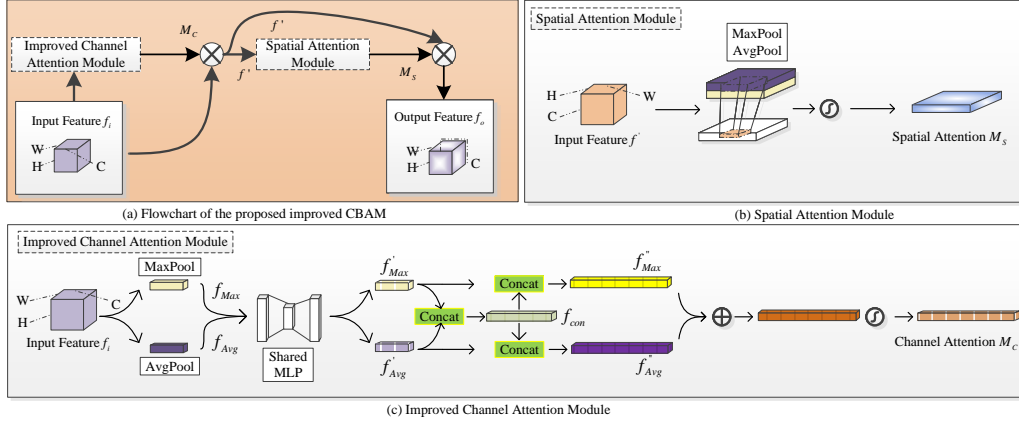 Improved Channel
Attention Module
M_C
f'
f'
Spatial Attention
Module
M_S
Input Feature f_i
W
H
C
Output Feature f_o
W
H
C
(a) Flowchart of the proposed improved CBAM
Spatial Attention Module
MaxPool
AvgPool
H
W
C
Input Feature f'
Spatial Attention M_S
(b) Spatial Attention Module
Improved Channel Attention Module
MaxPool
W
C
H
Input Feature f_i
AvgPool
f_Max
f_Avg
Shared
MLP
f'_Max
f'_Avg
Concat
Concat
Concat
f_con
f"_Max
f"_Avg
Channel Attention M_C
(c) Improved Channel Attention Module